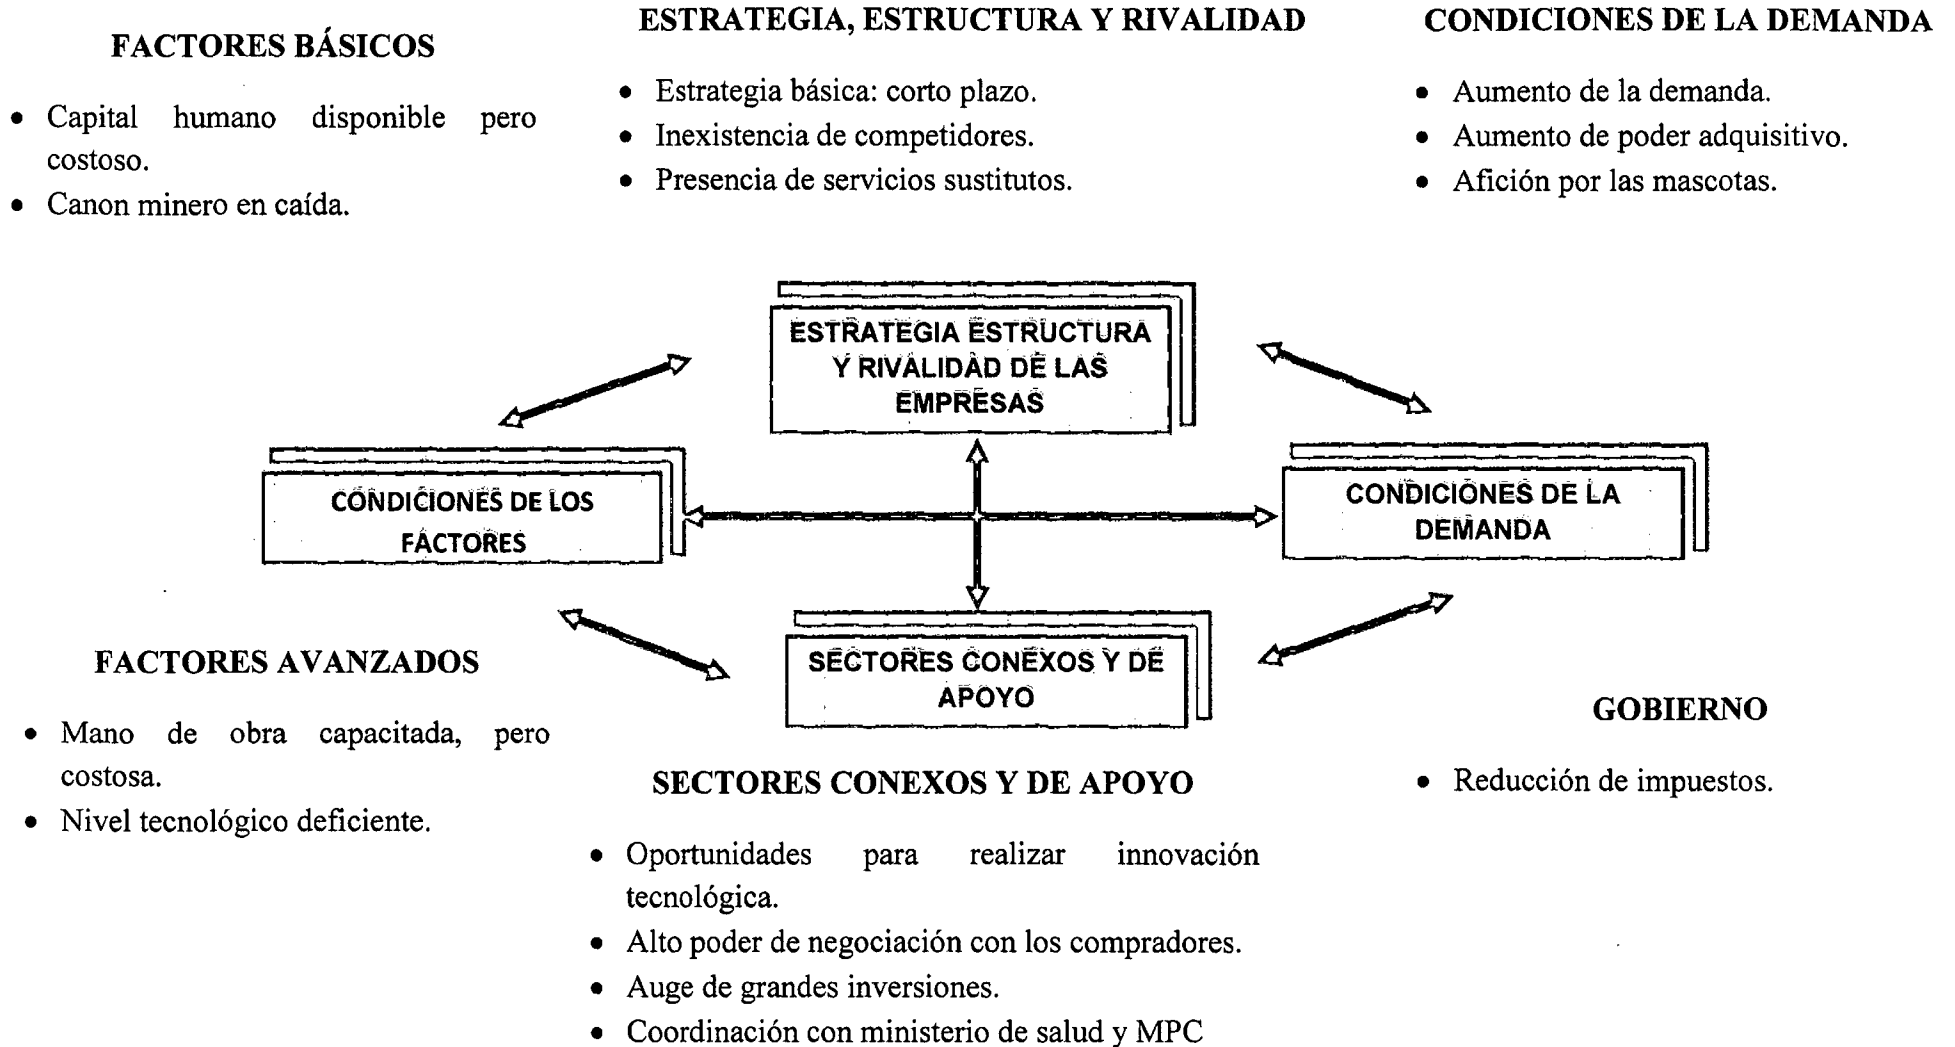 FACTORES BÁSICOS
• Capital humano disponible pero
costoso.
• Canon minero en caída.
ESTRATEGIA, ESTRUCTURA Y RIVALIDAD
• Estrategia básica: corto plazo.
• Inexistencia de competidores.
• Presencia de servicios sustitutos.
CONDICIONES DE LA DEMANDA
• Aumento de la demanda.
• Aumento de poder adquisitivo.
• Afición por las mascotas.
ESTRATEGIA ESTRUCTURA
Y RIVALIDAD DE LAS
EMPRESAS
CONDICIONES DE LOS
FACTORES
CONDICIONES DE LA
DEMANDA
SECTORES CONEXOS Y DE
APOYO
FACTORES AVANZADOS
• Mano de obra capacitada, pero
costosa.
• Nivel tecnológico deficiente.
SECTORES CONEXOS Y DE APOYO
• Oportunidades para realizar innovación
tecnológica.
• Alto poder de negociación con los compradores.
• Auge de grandes inversiones.
• Coordinación con ministerio de salud y MPC
GOBIERNO
• Reducción de impuestos.